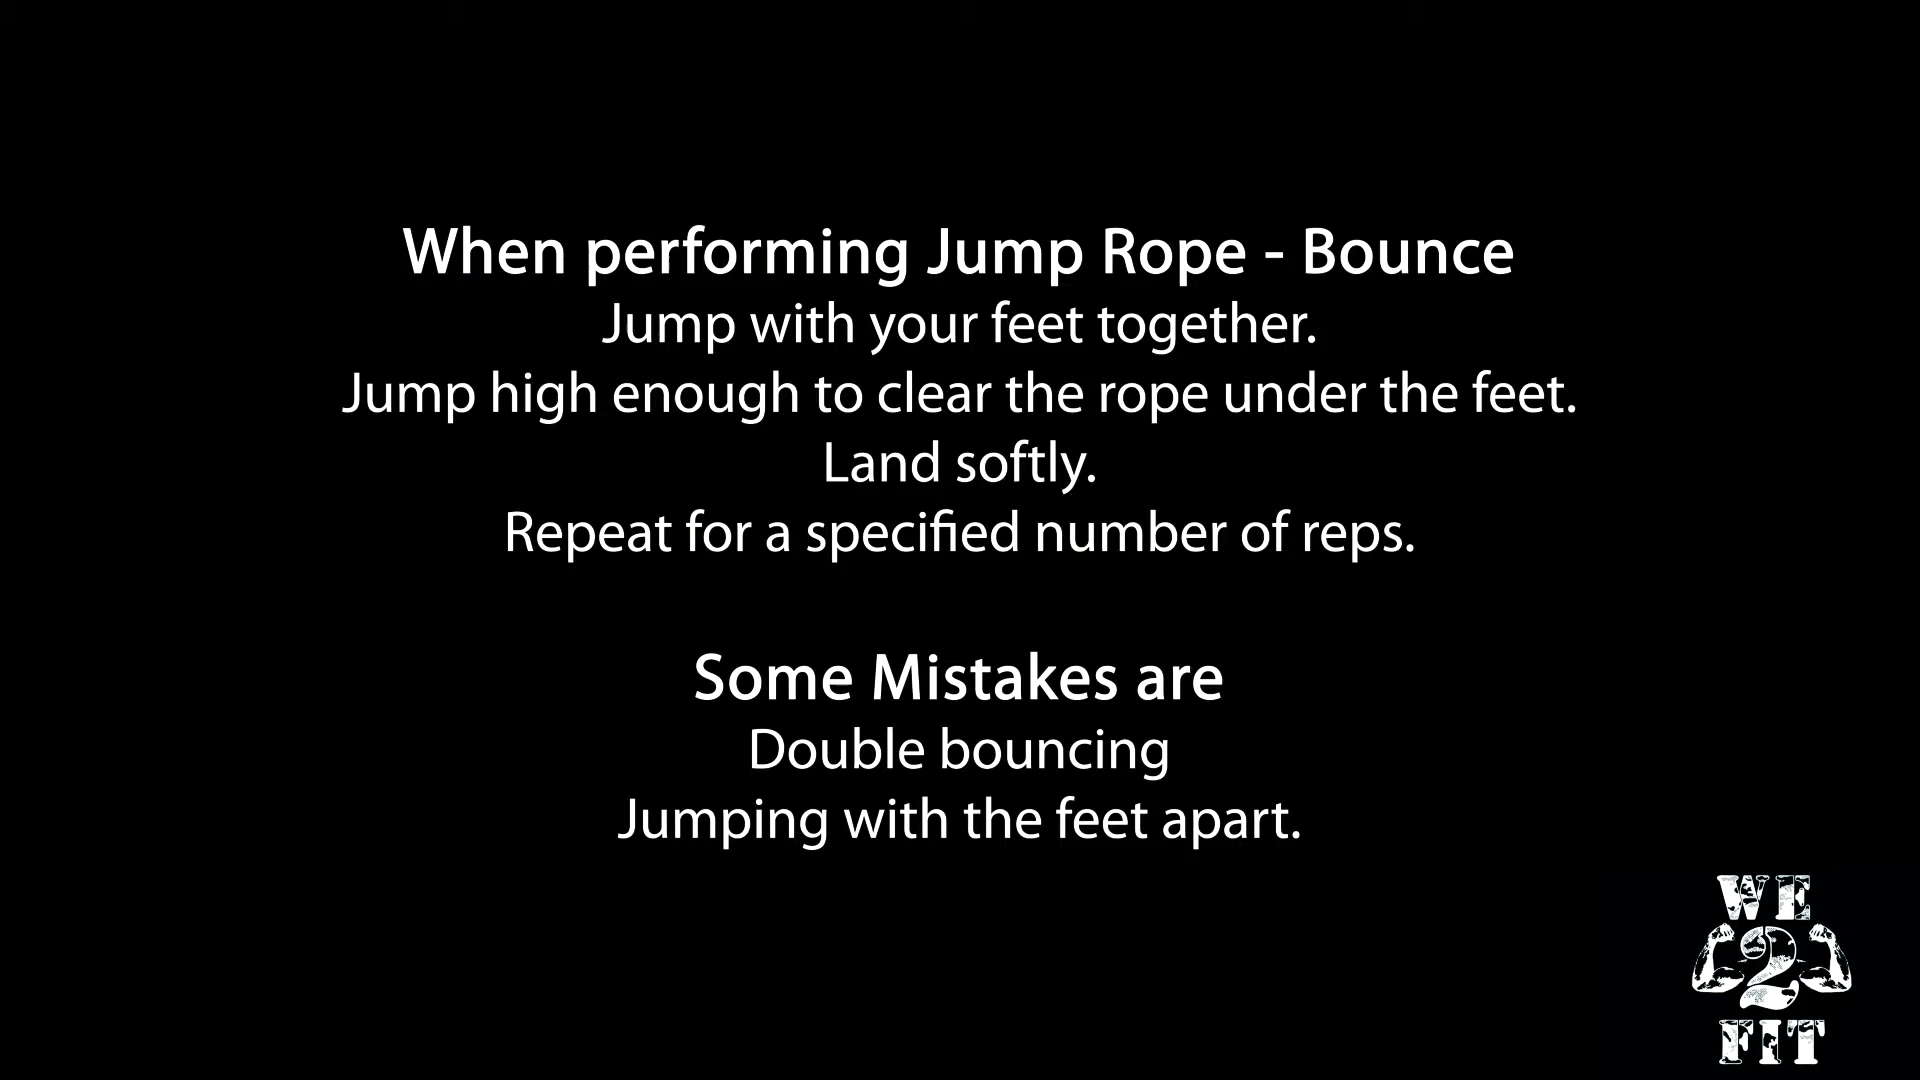 When performing Jump Rope - Bounce
Jump with your feet together.
Jump high enough to clear the rope under the feet.
Land softly.
Repeat for a specified number of reps.
Some Mistakes are
Double bouncing
Jumping with the feet apart.
WE
2
FIT